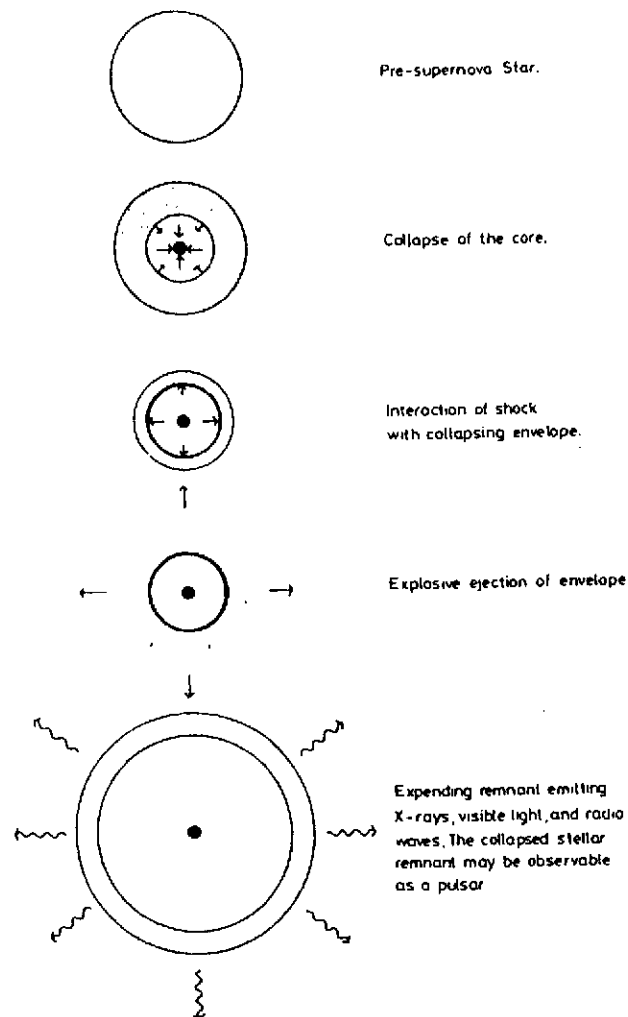 Pre-supernova Star.
Collapse of the core.
Interaction of shock
with collapsing envelope.
Explosive ejection of envelope
Expending remnant emitting
X-rays, visible light, and radio
waves, The collapsed stellar
remnant may be observable
as a pulsar